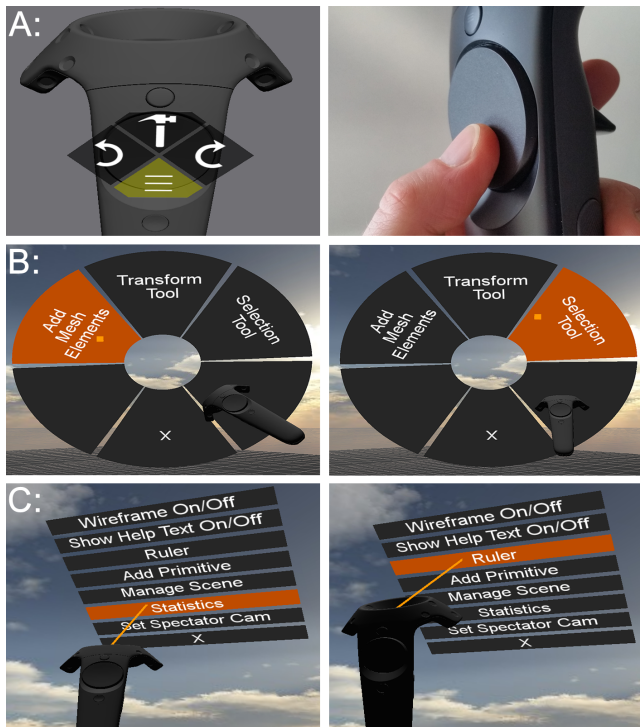 A:
B:
Transform
Tool
Add
Mesh
Elements
Selection
Tool
X
Transform
Tool
Add
Mesh
Elements
Selection
Tool
X
C:
Wireframe On/Off
Show Help Text On/Off
Ruler
Add Primitive
Manage Scene
Statistics
Set Spectator Cam
X
Wireframe On/Off
Show Help Text On/Off
Ruler
Add Primitive
Manage Scene
Statistics
Set Spectator Cam
X